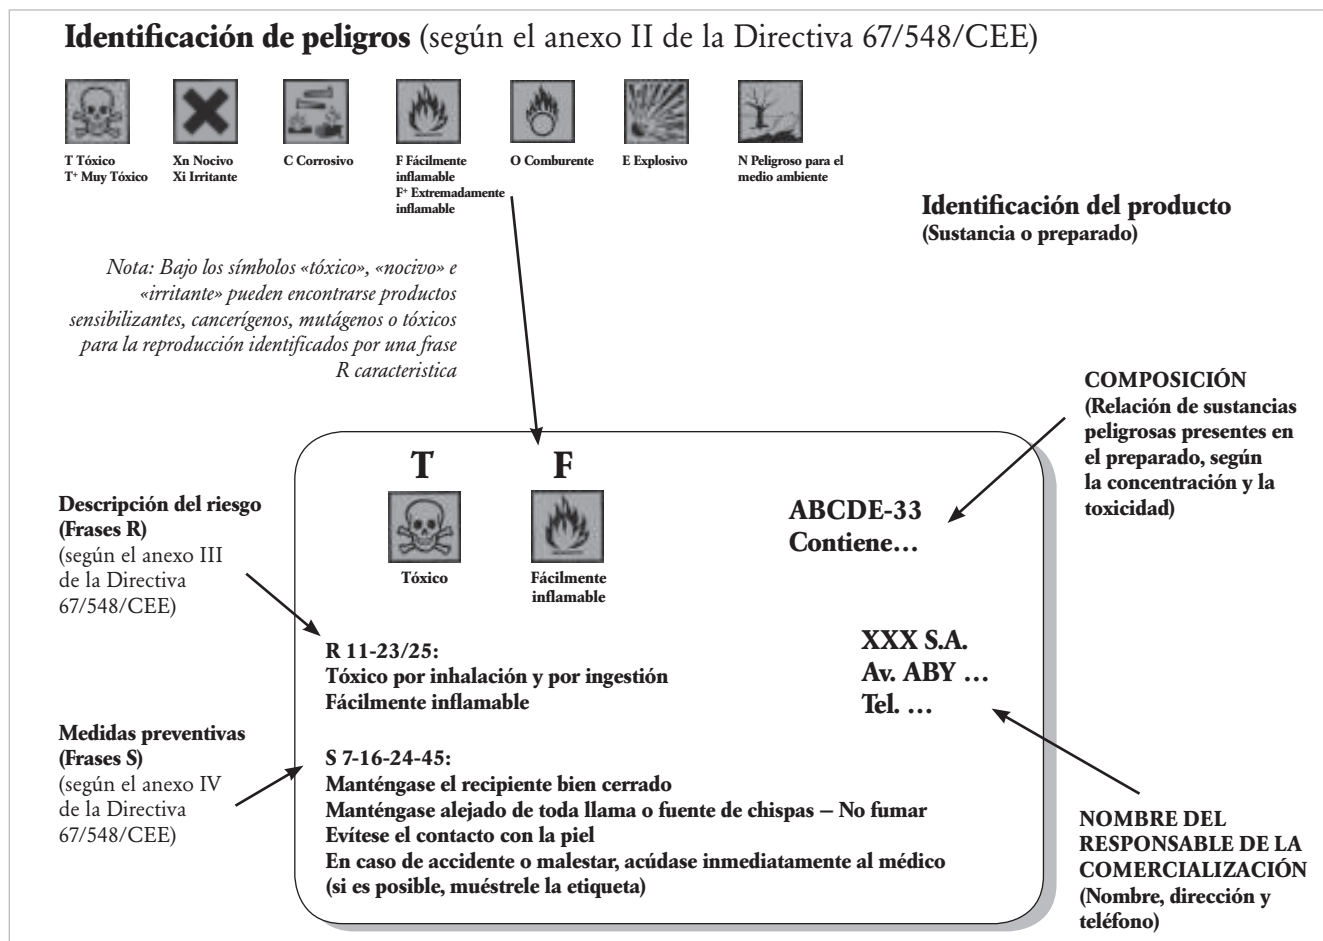 Identificación de peligros (según el anexo II de la Directiva 67/548/CEE)
T Tóxico
T+ Muy Tóxico
Xn Nocivo
Xi Irritante
C Corrosivo
F Fácilmente
inflamable
F+ Extremadamente
inflamable
O Comburente
E Explosivo
N Peligroso para el
medio ambiente
Identificación del producto
(Sustancia o preparado)
Nota: Bajo los símbolos «tóxico», «nocivo» e
«irritante» pueden encontrarse productos
sensibilizantes, cancerígenos, mutágenos o tóxicos
para la reproducción identificados por una frase
R caracteristica
COMPOSICIÓN
(Relación de sustancias
peligrosas presentes en
el preparado, según
la concentración y la
toxicidad)
Descripción del riesgo
(Frases R)
(según el anexo III
de la Directiva
67/548/CEE)
T
F
Tóxico
Fácilmente
inflamable
ABCDE-33
Contiene…
R 11-23/25:
Tóxico por inhalación y por ingestión
Fácilmente inflamable
XXX S.A.
Av. ABY …
Tel. …
Medidas preventivas
(Frases S)
(según el anexo IV
de la Directiva
67/548/CEE)
S 7-16-24-45:
Manténgase el recipiente bien cerrado
Manténgase alejado de toda llama o fuente de chispas – No fumar
Evítese el contacto con la piel
En caso de accidente o malestar, acúdase inmediatamente al médico
(si es posible, muéstrele la etiqueta)
NOMBRE DEL
RESPONSABLE DE LA
COMERCIALIZACIÓN
(Nombre, dirección y
teléfono)